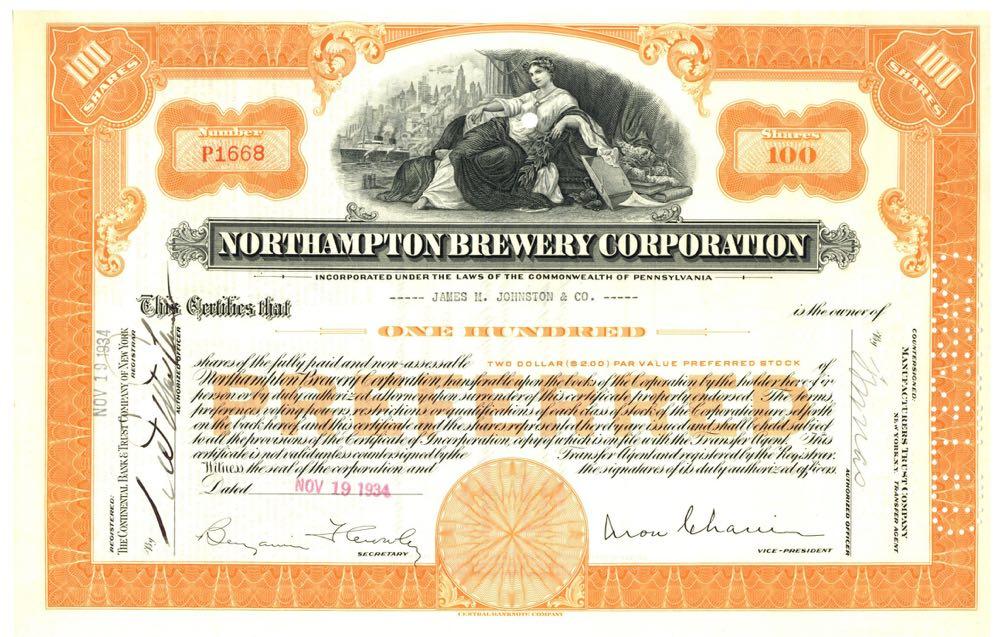 100 SHARES
100 SHARES
Number
P1668
Shares
100
NORTHAMPTON BREWERY CORPORATION
INCORPORATED UNDER THE LAWS OF THE COMMONWEALTH OF PENNSYLVANIA
This Certifies that
----- JAMES M. JOHNSTON & CO. -----
is the owner of
ONE HUNDRED
shares of the fully paid and non-assessable TWO DOLLAR ($2.00) PAR VALUE PREFERRED STOCK of
Northampton Brewery Corporation, transferable upon the books of the Corporation by the holder hereof in
person or by duly authorized attorney upon surrender of this certificate properly endorsed. The terms,
preferences, voting powers, restrictions and qualifications of each class of stock of the Corporation are set forth
on the back hereof and this certificate and the shares represented hereby are issued and shall be held subject
to all the provisions of the Certificate of Incorporation, copy of which is on file with the Transfer Agent. This
certificate is not valid unless countersigned by the Transfer Agent and registered by the Registrar.
Witness the seal of the corporation and the signatures of its duly authorized officers.
PREFERRED
Dated NOV 19 1934
SECRETARY
VICE-PRESIDENT
CENTRAL BANKNOTE COMPANY
NOV 19 1934
REGISTERED:
THE CONTINENTAL BANK & TRUST COMPANY OF NEW YORK
REGISTRAR
By
AUTHORIZED OFFICER
COUNTERSIGNED:
MANUFACTURERS TRUST COMPANY
NEW YORK, N.Y. TRANSFER AGENT
By
AUTHORIZED OFFICER